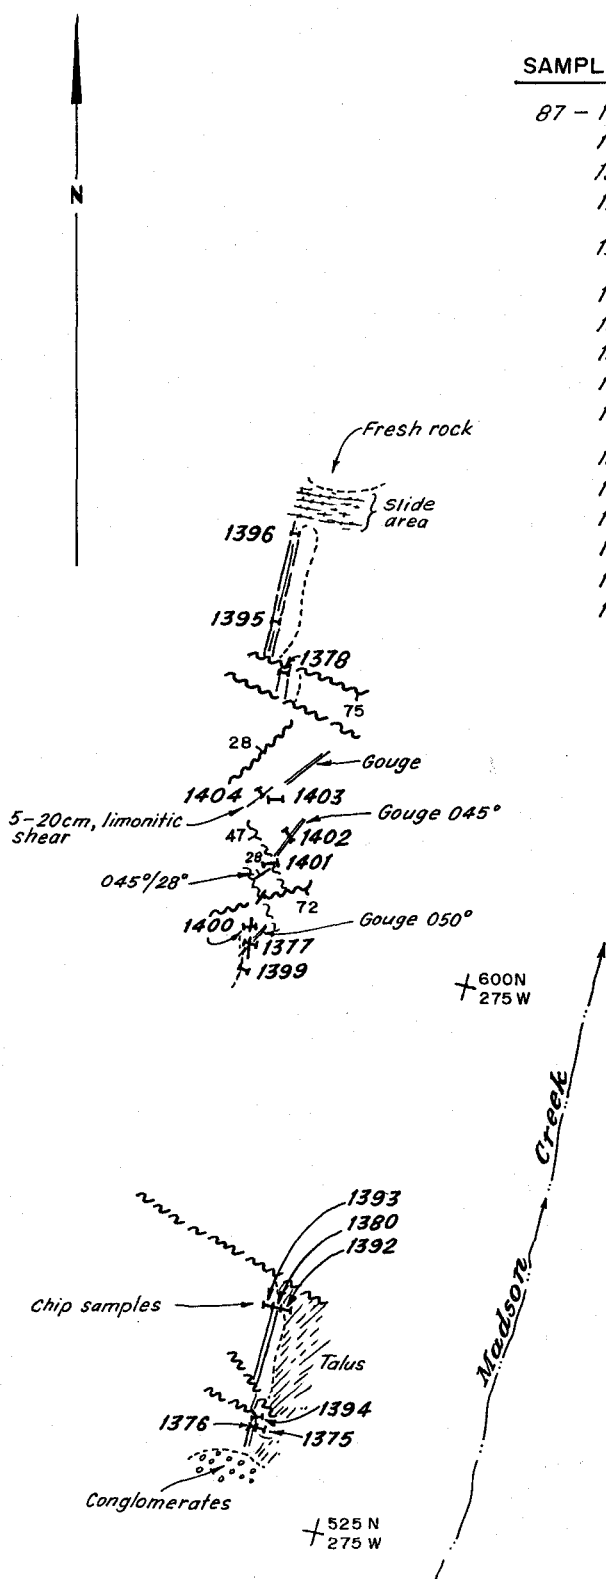 N
SAMPL
87 - 1
Fresh rock
Slide
area
1396
1395
1378
75
28
Gouge
1404
1403
5-20cm, limonitic
shear
Gouge 045°
47
1402
28
1401
045°/28°
72
1400
Gouge 050°
1377
1399
600N
275 W
Madson Creek
1393
1380
1392
Chip samples
Talus
1394
1376
1375
Conglomerates
525 N
275 W